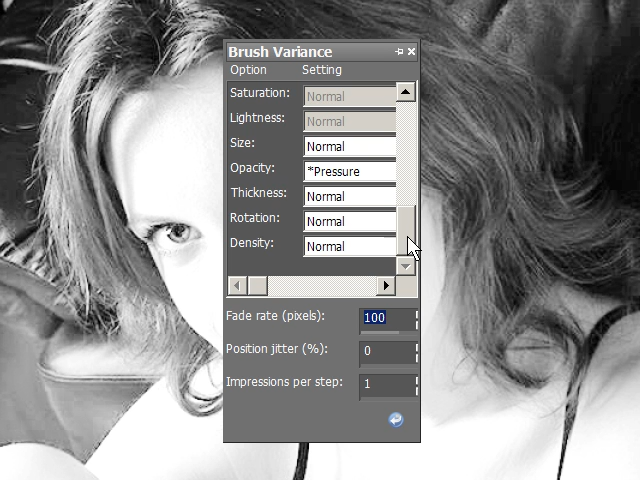 Brush Variance
Option Setting
Saturation: Normal
Lightness: Normal
Size: Normal
Opacity: *Pressure
Thickness: Normal
Rotation: Normal
Density: Normal
Fade rate (pixels): 100
Position jitter (%): 0
Impressions per step: 1